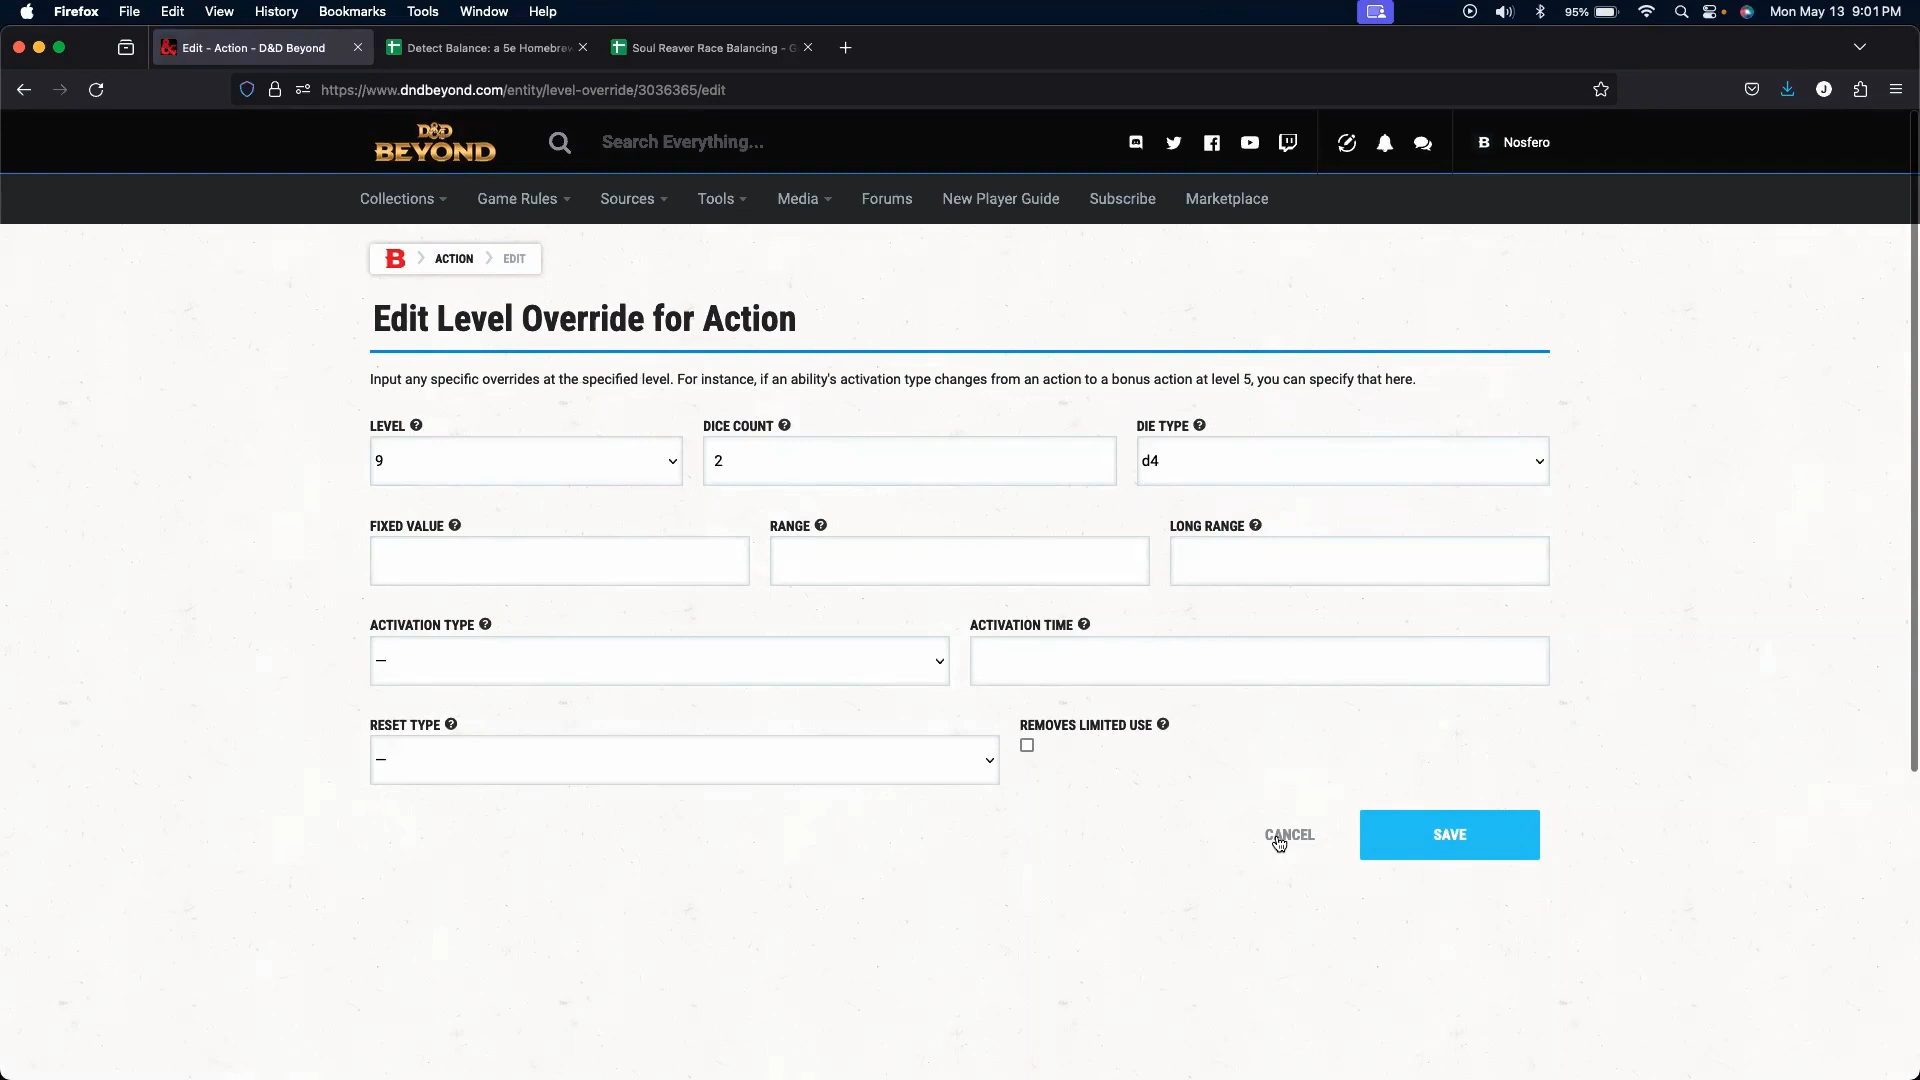 Firefox File Edit View History Bookmarks Tools Window Help 95% Mon May 13 9:01 PM
Edit - Action - D&D Beyond Detect Balance: a 5e Homebrew Soul Reaver Race Balancing - G
https://www.dndbeyond.com/entity/level-override/3036365/edit J
D&D BEYOND Search Everything... B Nosfero
Collections Game Rules Sources Tools Media Forums New Player Guide Subscribe Marketplace
B ACTION EDIT
Edit Level Override for Action
Input any specific overrides at the specified level. For instance, if an ability's activation type changes from an action to a bonus action at level 5, you can specify that here.
LEVEL ? DICE COUNT ? DIE TYPE ?
9 2 d4
FIXED VALUE ? RANGE ? LONG RANGE ?
ACTIVATION TYPE ? ACTIVATION TIME ?
—
RESET TYPE ? REMOVES LIMITED USE ?
—
CANCEL SAVE